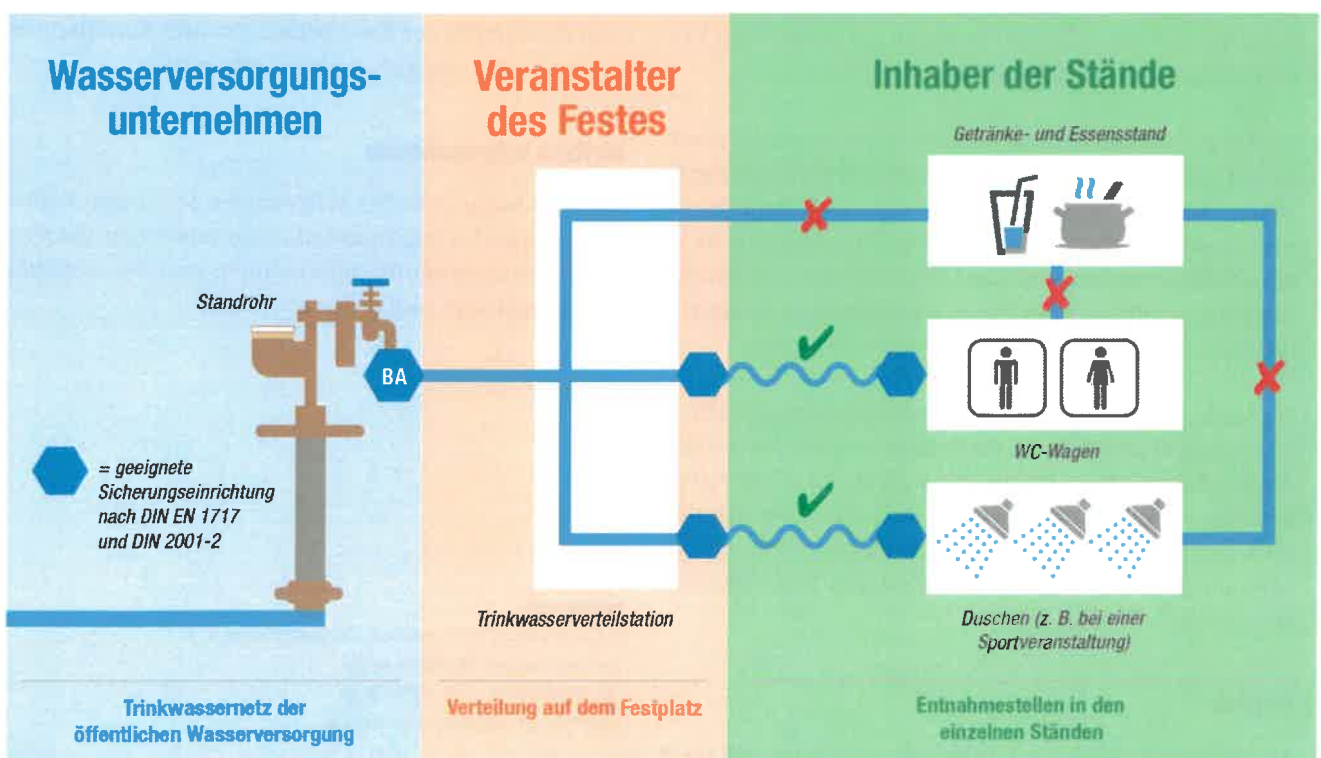 Wasserversorgungs-
unternehmen
Standrohr
BA
= geeignete
Sicherungseinrichtung
nach DIN EN 1717
und DIN 2001-2
Trinkwassernetz der
öffentlichen Wasserversorgung
Veranstalter
des Festes
Trinkwasserverteilstation
Verteilung auf dem Festplatz
Inhaber der Stände
Getränke- und Essensstand
WC-Wagen
Duschen (z. B. bei einer
Sportveranstaltung)
Entnahmestellen in den
einzelnen Ständen